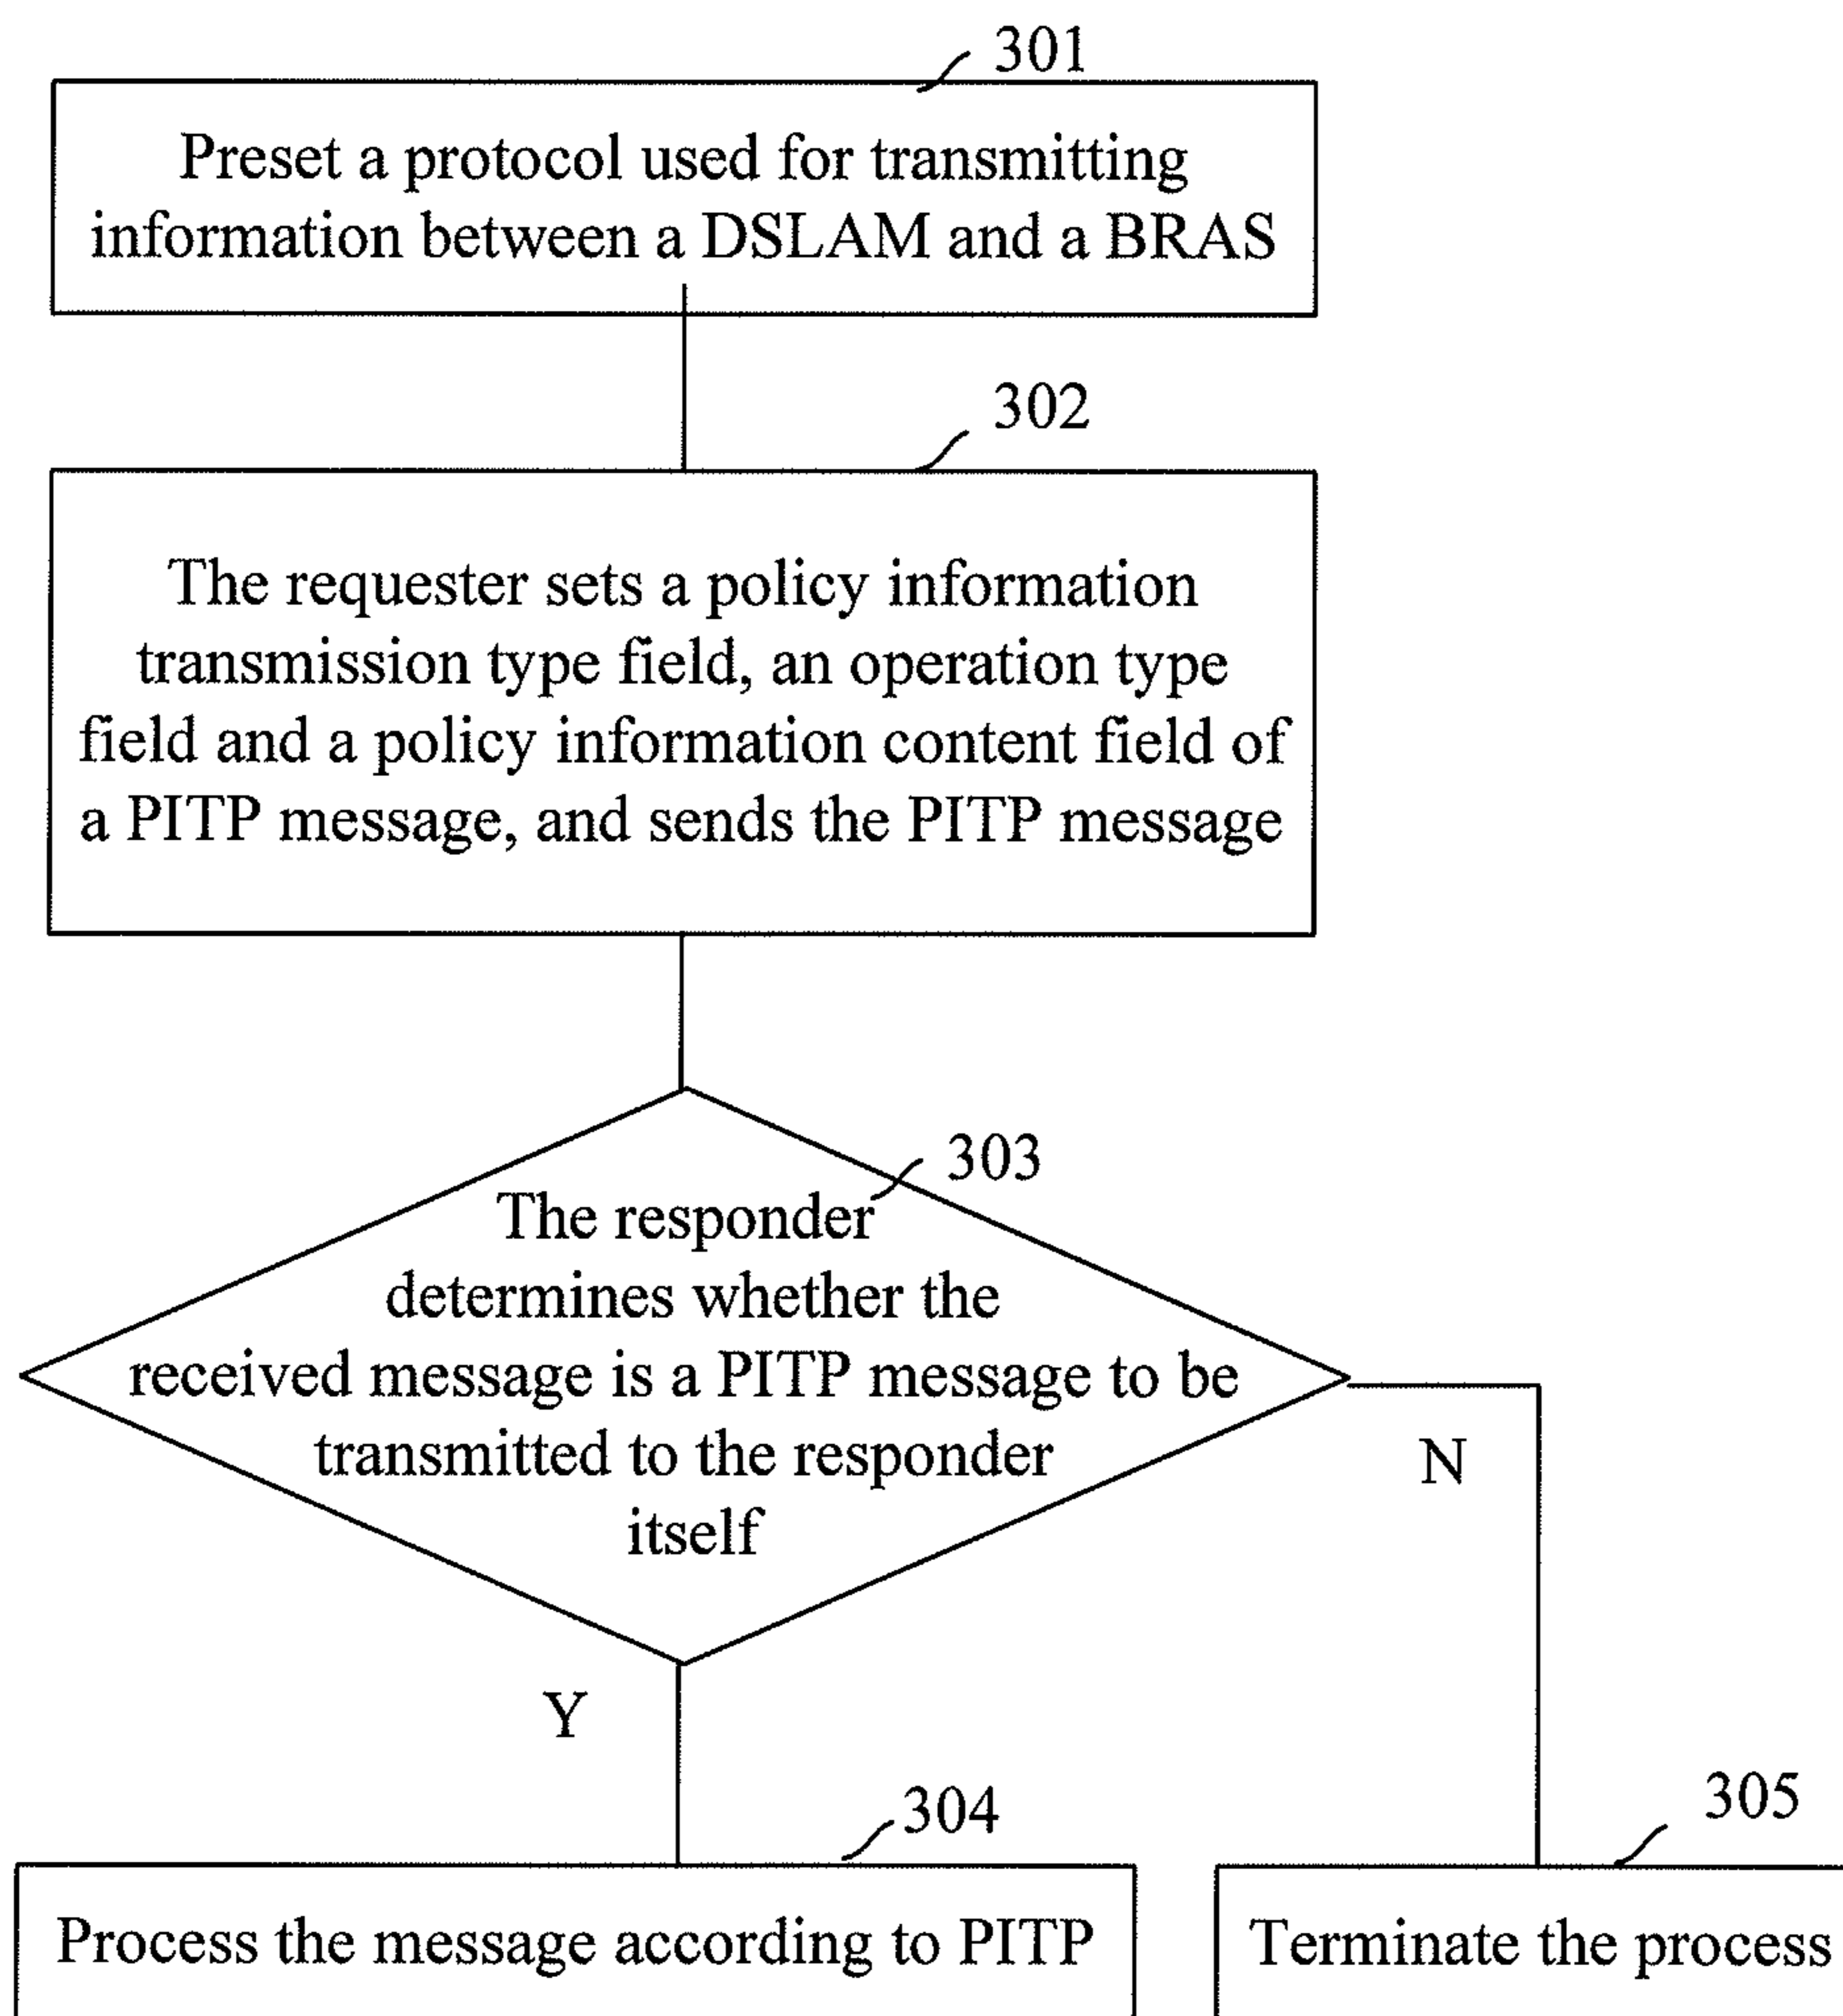 301
Preset a protocol used for transmitting
information between a DSLAM and a BRAS
302
The requester sets a policy information
transmission type field, an operation type
field and a policy information content field of
a PITP message, and sends the PITP message
303
The responder
determines whether the
received message is a PITP message to be
transmitted to the responder
itself
N
Y
304
305
Process the message according to PITP
Terminate the process